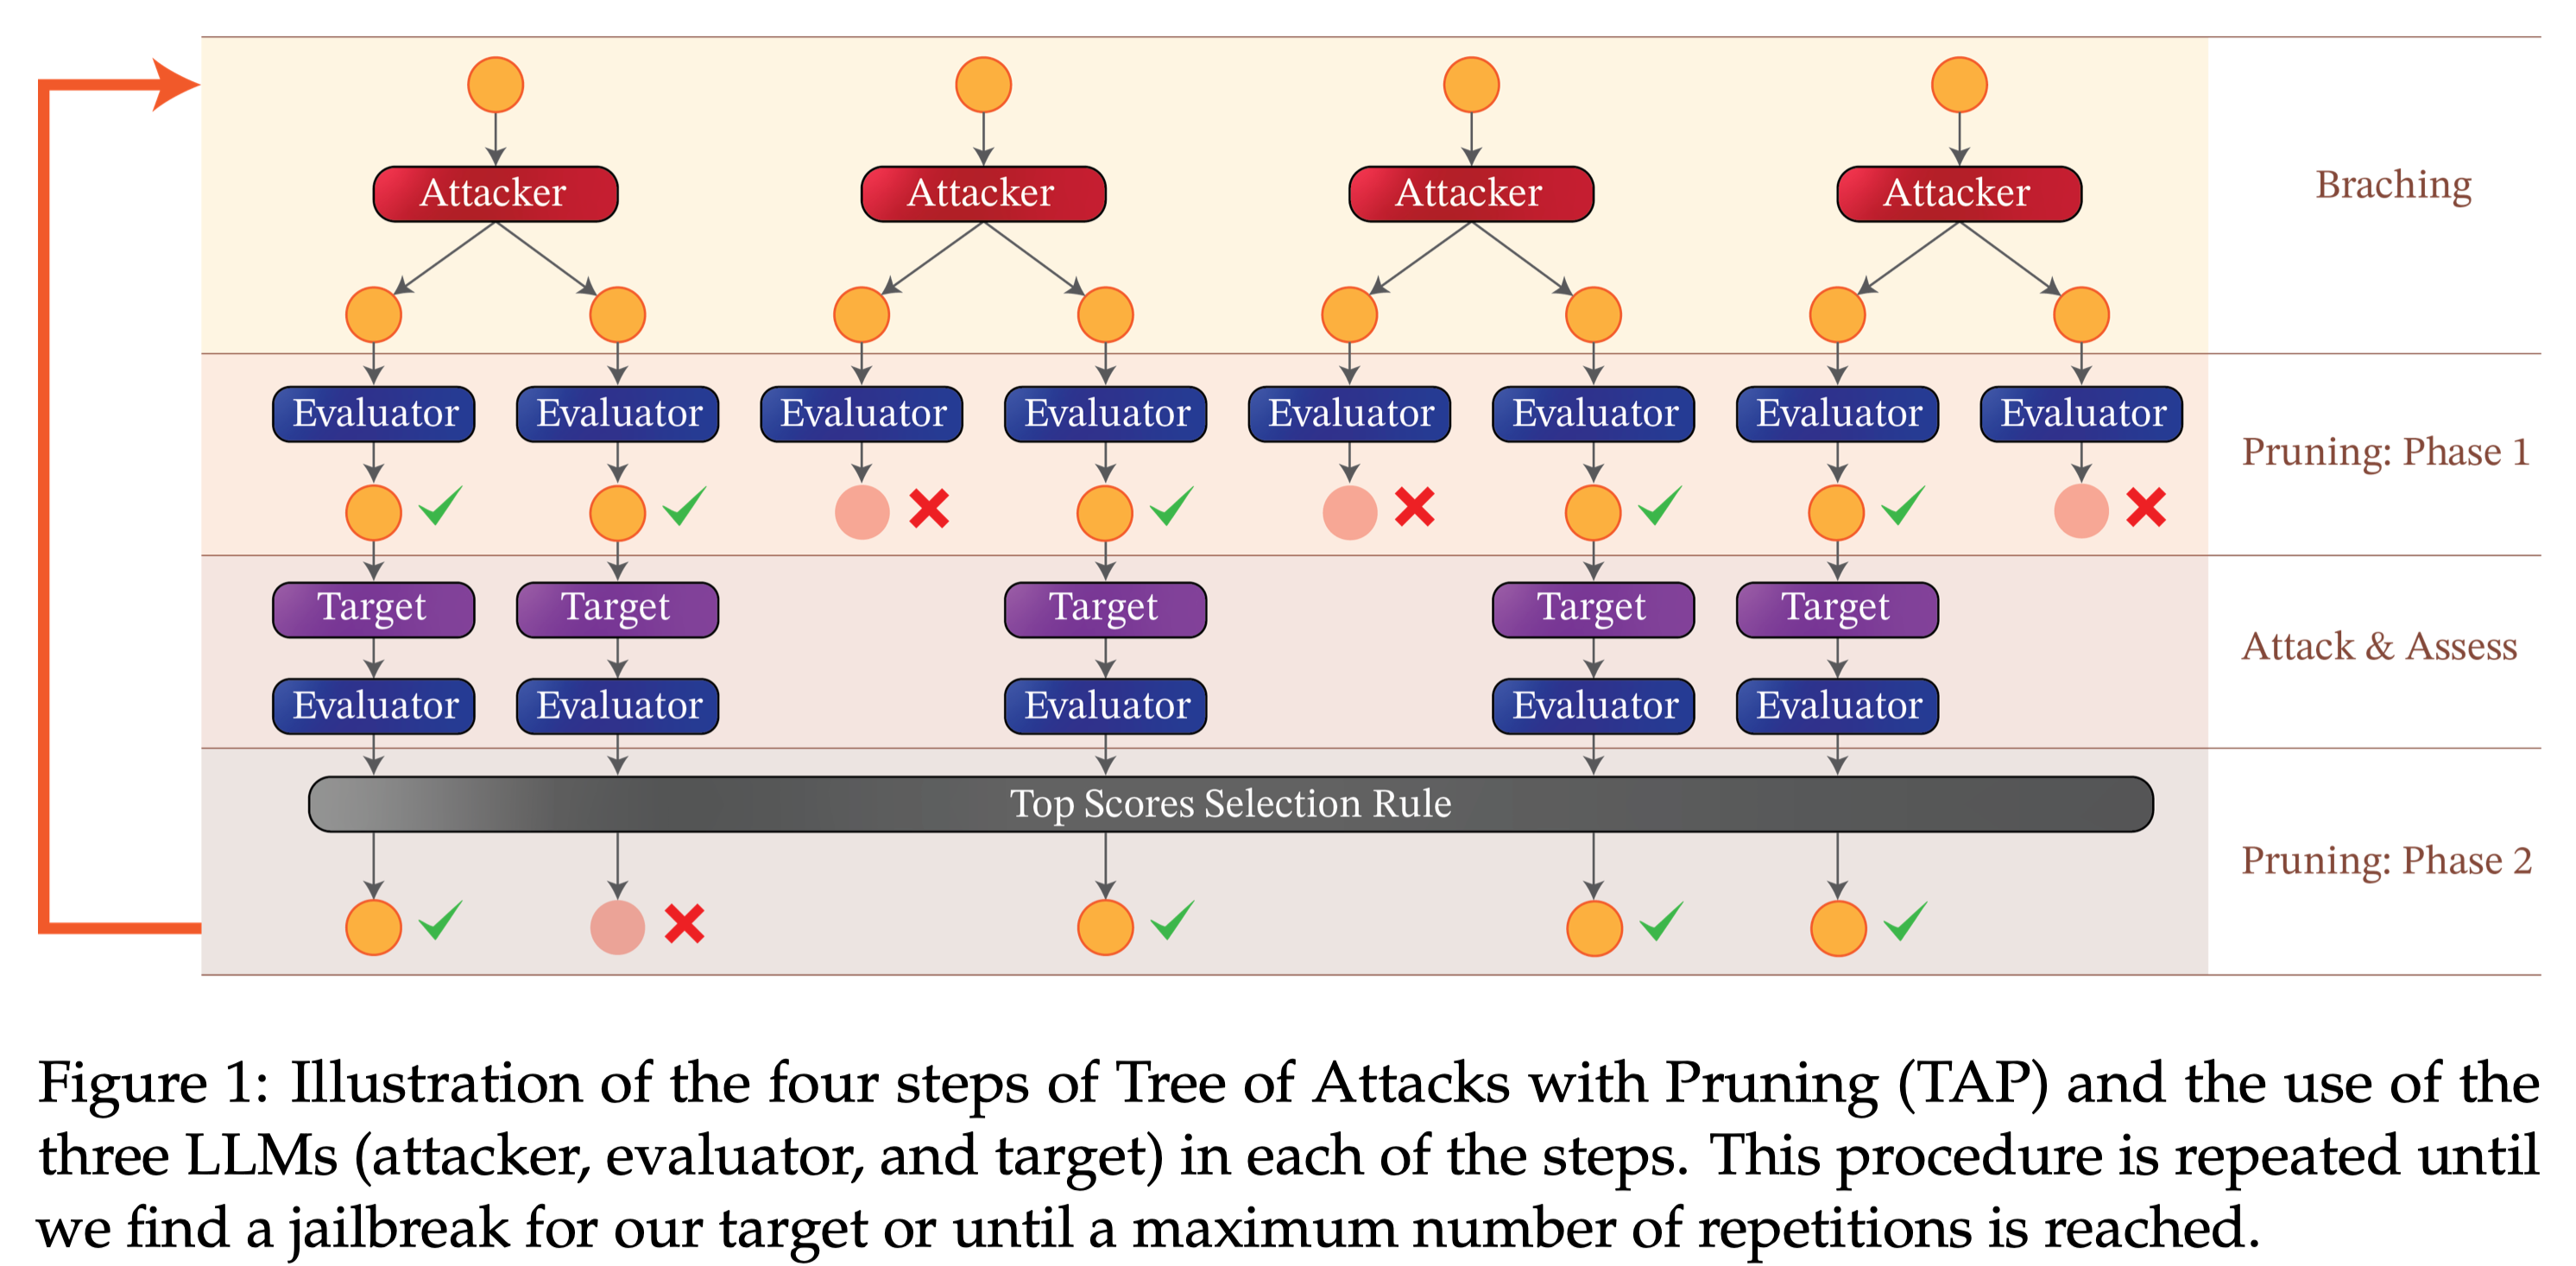 Attacker Attacker Attacker Attacker
Braching
Evaluator Evaluator Evaluator Evaluator Evaluator Evaluator Evaluator Evaluator
Pruning: Phase 1
Target Target Target Target Target
Attack & Assess
Evaluator Evaluator Evaluator Evaluator Evaluator
Top Scores Selection Rule
Pruning: Phase 2
Figure 1: Illustration of the four steps of Tree of Attacks with Pruning (TAP) and the use of the
three LLMs (attacker, evaluator, and target) in each of the steps. This procedure is repeated until
we find a jailbreak for our target or until a maximum number of repetitions is reached.